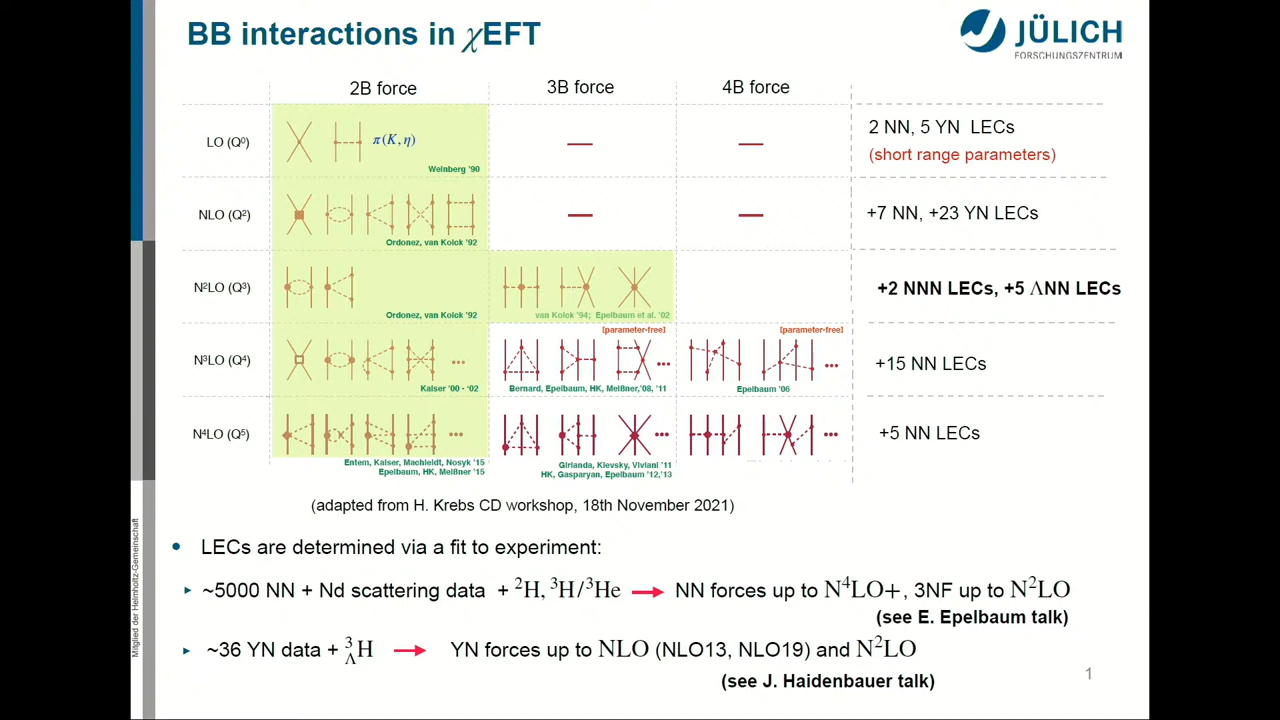 BB interactions in χEFT
JÜLICH
FORSCHUNGSZENTRUM
2B force
3B force
4B force
LO (Q⁰)
π(K, η)
Weinberg '90
2 NN, 5 YN LECs
(short range parameters)
NLO (Q²)
Ordonez, van Kolck '92
+7 NN, +23 YN LECs
N²LO (Q³)
Ordonez, van Kolck '92
van Kolck '94; Epelbaum et al. '02
+2 NNN LECs, +5 ΛNN LECs
[parameter-free]
[parameter-free]
N³LO (Q⁴)
...
...
...
Kaiser '00 - '02
Bernard, Epelbaum, HK, Meißner,'08, '11
Epelbaum '06
+15 NN LECs
N⁴LO (Q⁵)
...
...
...
Entem, Kaiser, Machleidt, Nosyk '15
Epelbaum, HK, Meißner '15
Girlanda, Kievsky, Viviani '11
HK, Gasparyan, Epelbaum '12,'13
+5 NN LECs
(adapted from H. Krebs CD workshop, 18th November 2021)
• LECs are determined via a fit to experiment:
~5000 NN + Nd scattering data + ²H, ³H/³He → NN forces up to N⁴LO+, 3NF up to N²LO
(see E. Epelbaum talk)
~36 YN data + ³ΛH → YN forces up to NLO (NLO13, NLO19) and N²LO
(see J. Haidenbauer talk)
1
Mitglied der Helmholtz-Gemeinschaft